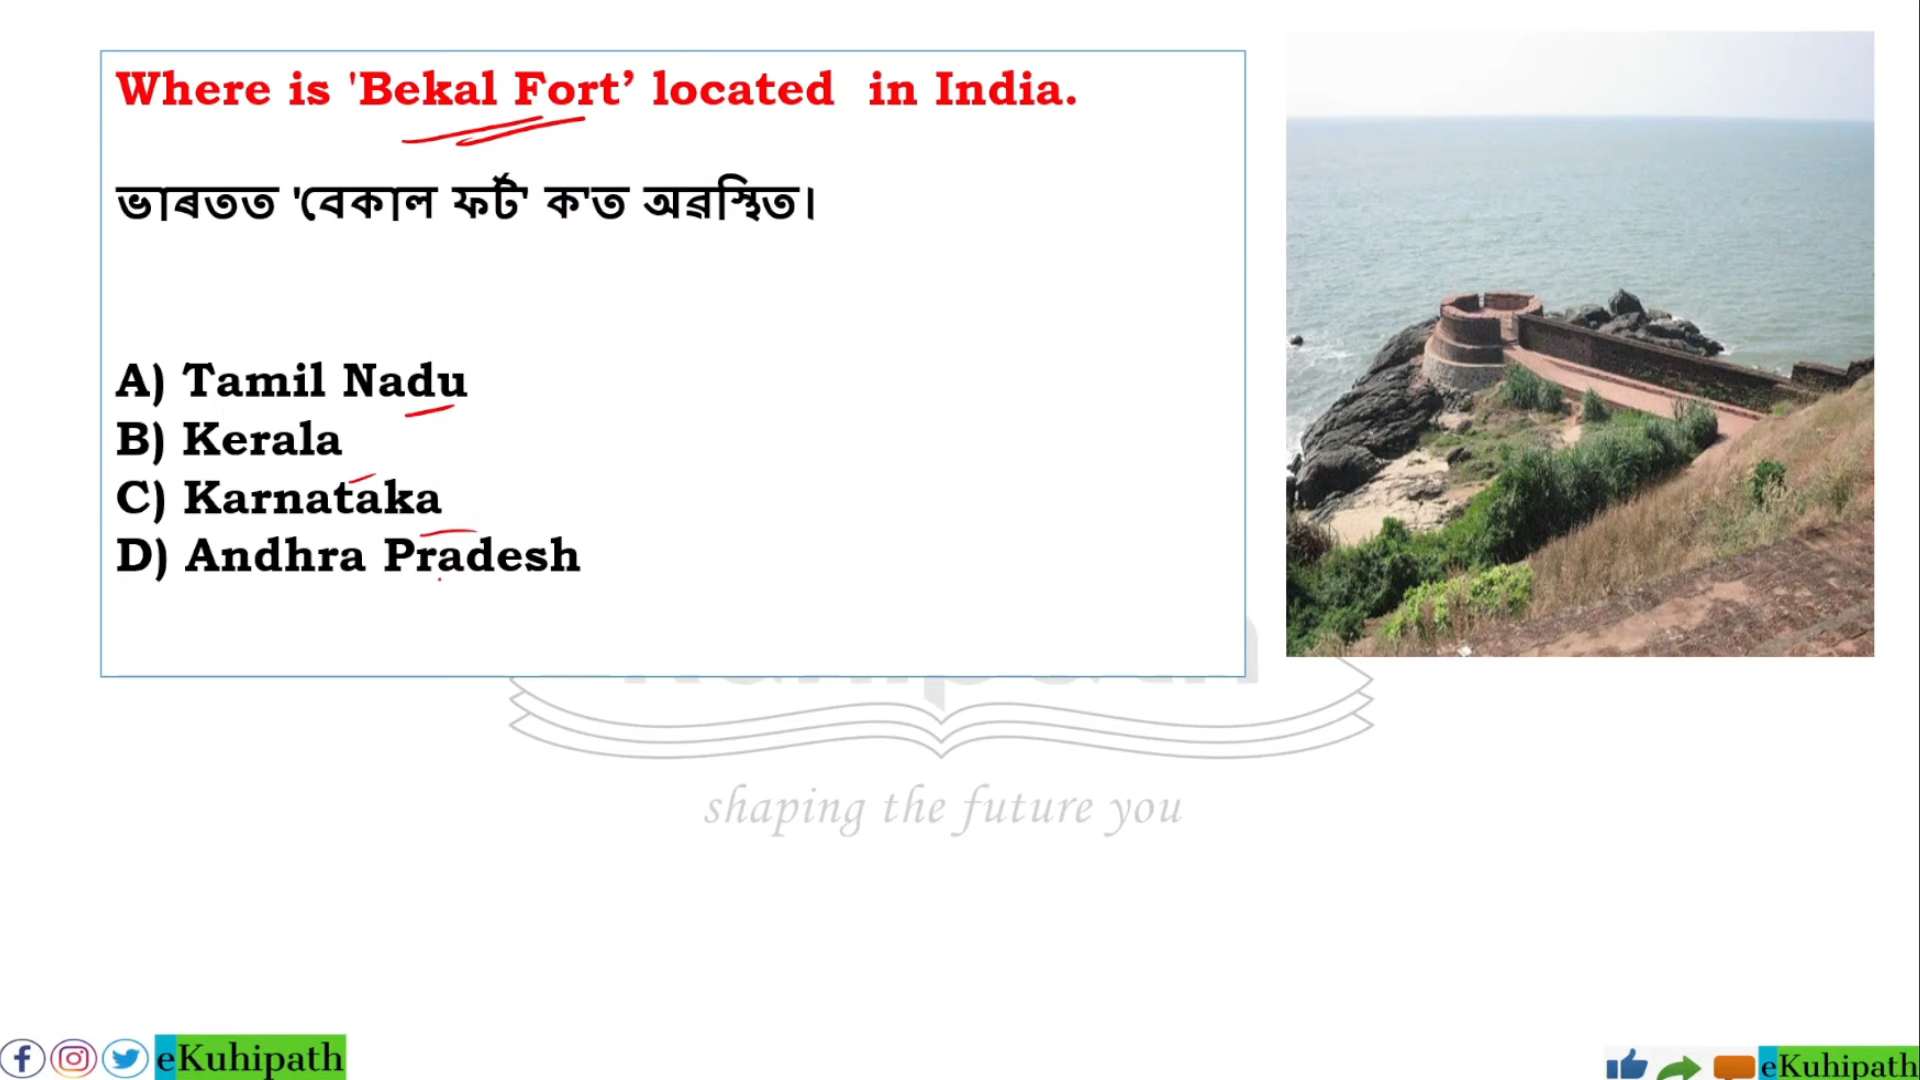 Where is 'Bekal Fort’ located in India.
ভাৰতত 'বেকাল ফৰ্ট' ক'ত অৱস্থিত।
A) Tamil Nadu
B) Kerala
C) Karnataka
D) Andhra Pradesh
shaping the future you
eKuhipath
eKuhipath